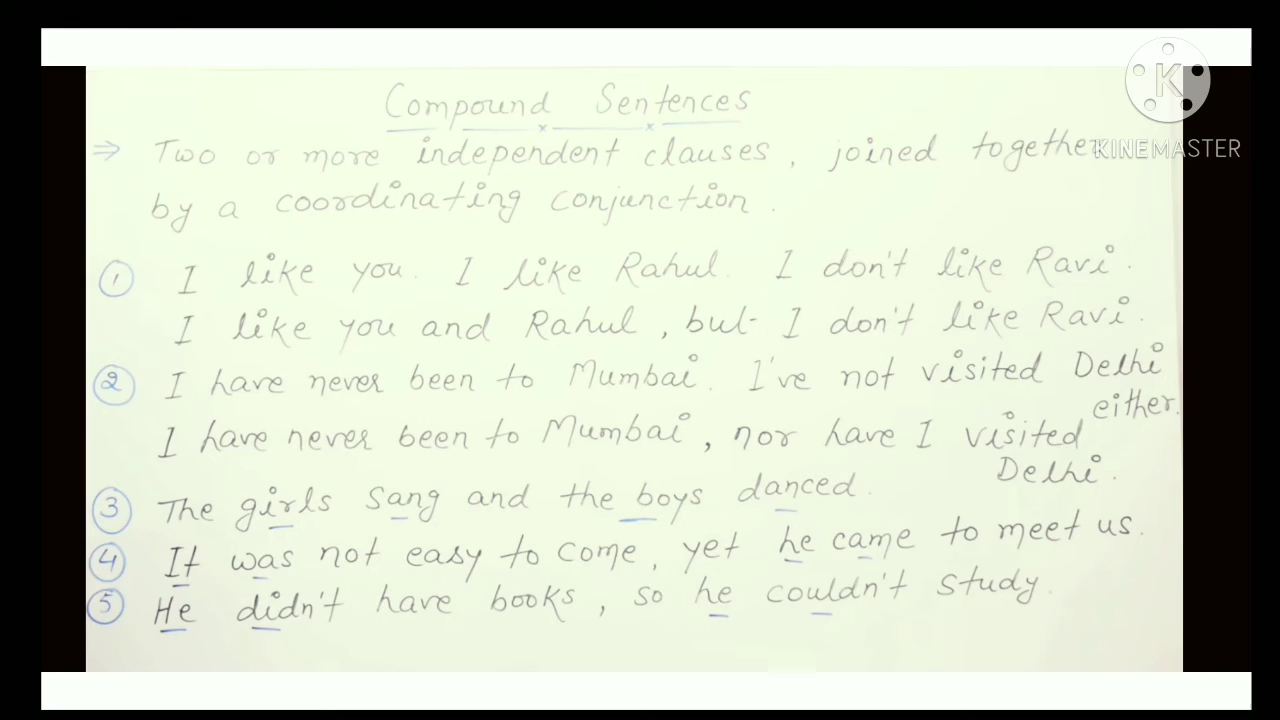 Compound Sentences
⇒ Two or more independent clauses, joined together
by a coordinating conjunction.
① I like you. I like Rahul. I don't like Ravi.
I like you and Rahul, but I don't like Ravi.
② I have never been to Mumbai. I've not visited Delhi
either.
I have never been to Mumbai, nor have I visited
Delhi.
③ The girls sang and the boys danced.
④ It was not easy to come, yet he came to meet us.
⑤ He didn't have books, so he couldn't study.
K
KINEMASTER